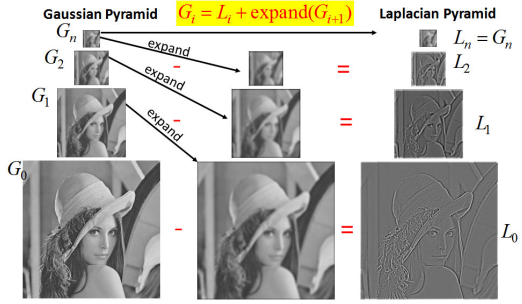 Gaussian Pyramid
G_i = L_i + expand(G_{i+1})
Laplacian Pyramid
G_n
expand
L_n = G_n
G_2
expand
-
=
L_2
G_1
expand
-
=
L_1
G_0
-
=
L_0